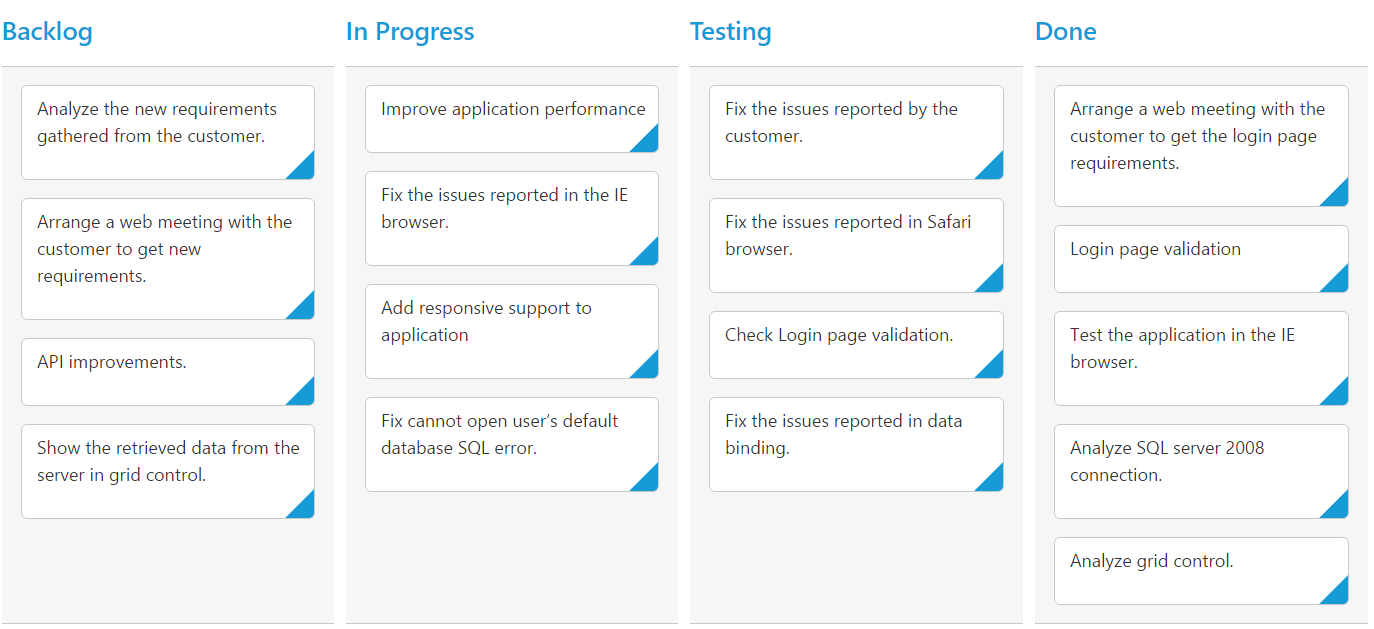 Backlog
Analyze the new requirements
gathered from the customer.
Arrange a web meeting with the
customer to get new
requirements.
API improvements.
Show the retrieved data from the
server in grid control.
In Progress
Improve application performance
Fix the issues reported in the IE
browser.
Add responsive support to
application
Fix cannot open user’s default
database SQL error.
Testing
Fix the issues reported by the
customer.
Fix the issues reported in Safari
browser.
Check Login page validation.
Fix the issues reported in data
binding.
Done
Arrange a web meeting with the
customer to get the login page
requirements.
Login page validation
Test the application in the IE
browser.
Analyze SQL server 2008
connection.
Analyze grid control.